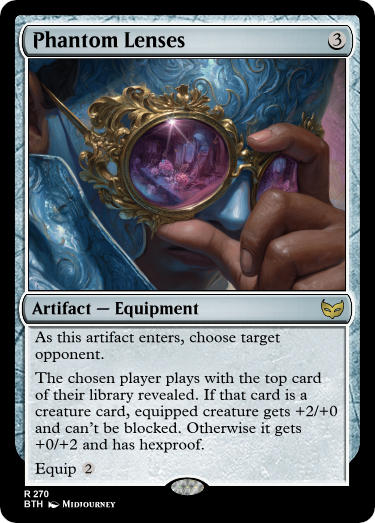 Phantom Lenses 3
Artifact — Equipment
As this artifact enters, choose target
opponent.
The chosen player plays with the top card
of their library revealed. If that card is a
creature card, equipped creature gets +2/+0
and can't be blocked. Otherwise it gets
+0/+2 and has hexproof.
Equip 2
R 270
BTH Midjourney